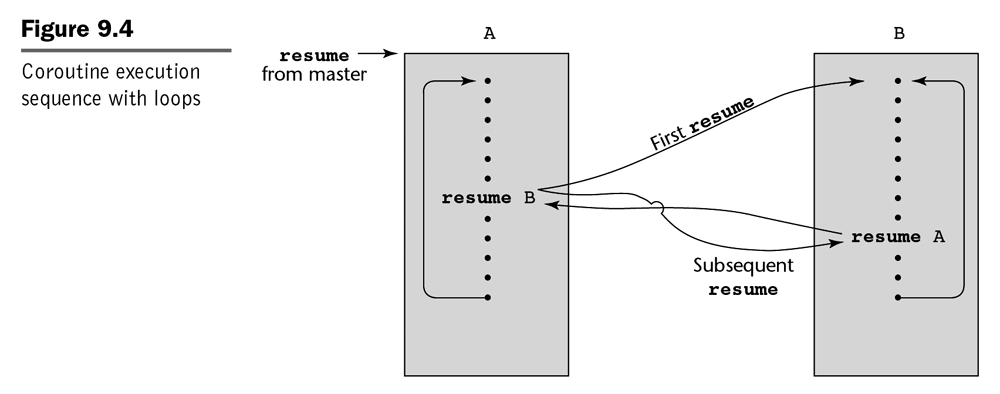 Figure 9.4
Coroutine execution
sequence with loops
resume
from master
A
B
First resume
resume B
resume A
Subsequent
resume